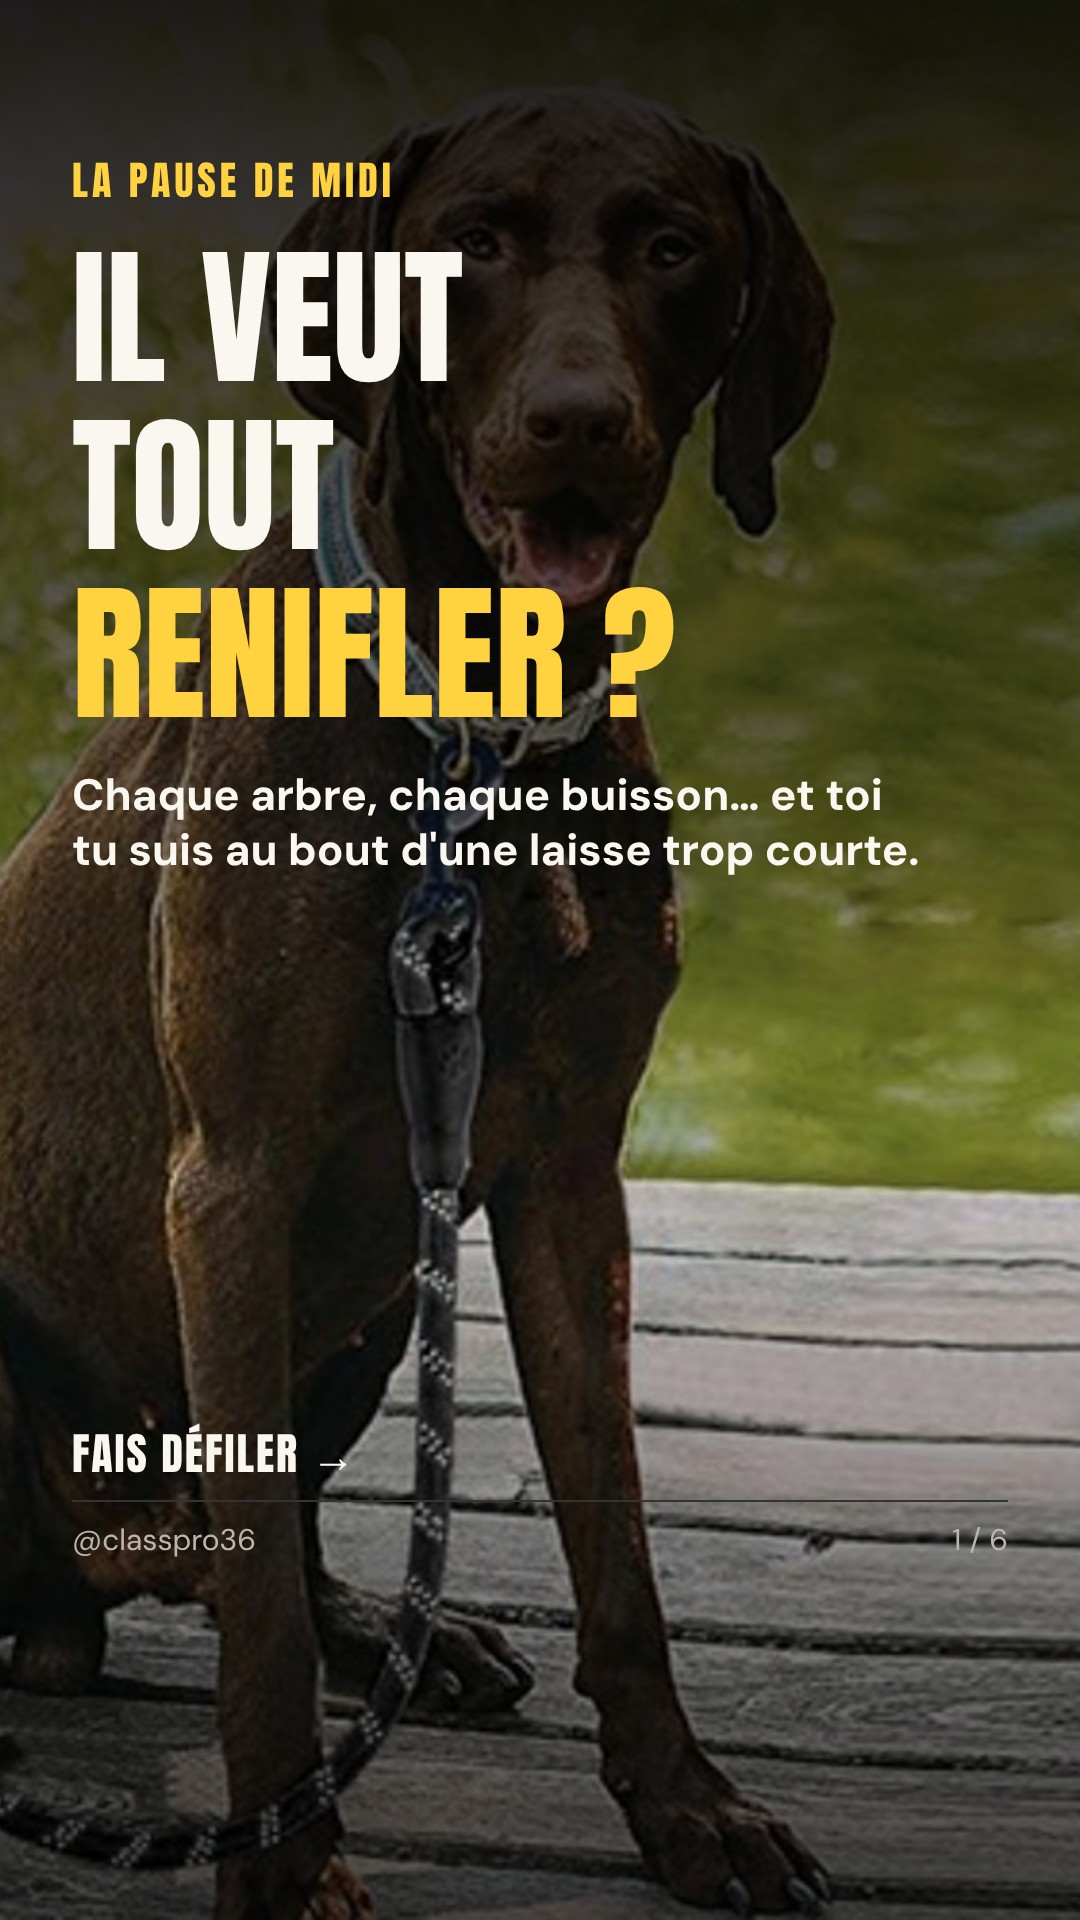 LA PAUSE DE MIDI
IL VEUT
TOUT
RENIFLER ?
Chaque arbre, chaque buisson... et toi
tu suis au bout d'une laisse trop courte.
FAIS DÉFILER →
@classpro36
1 / 6